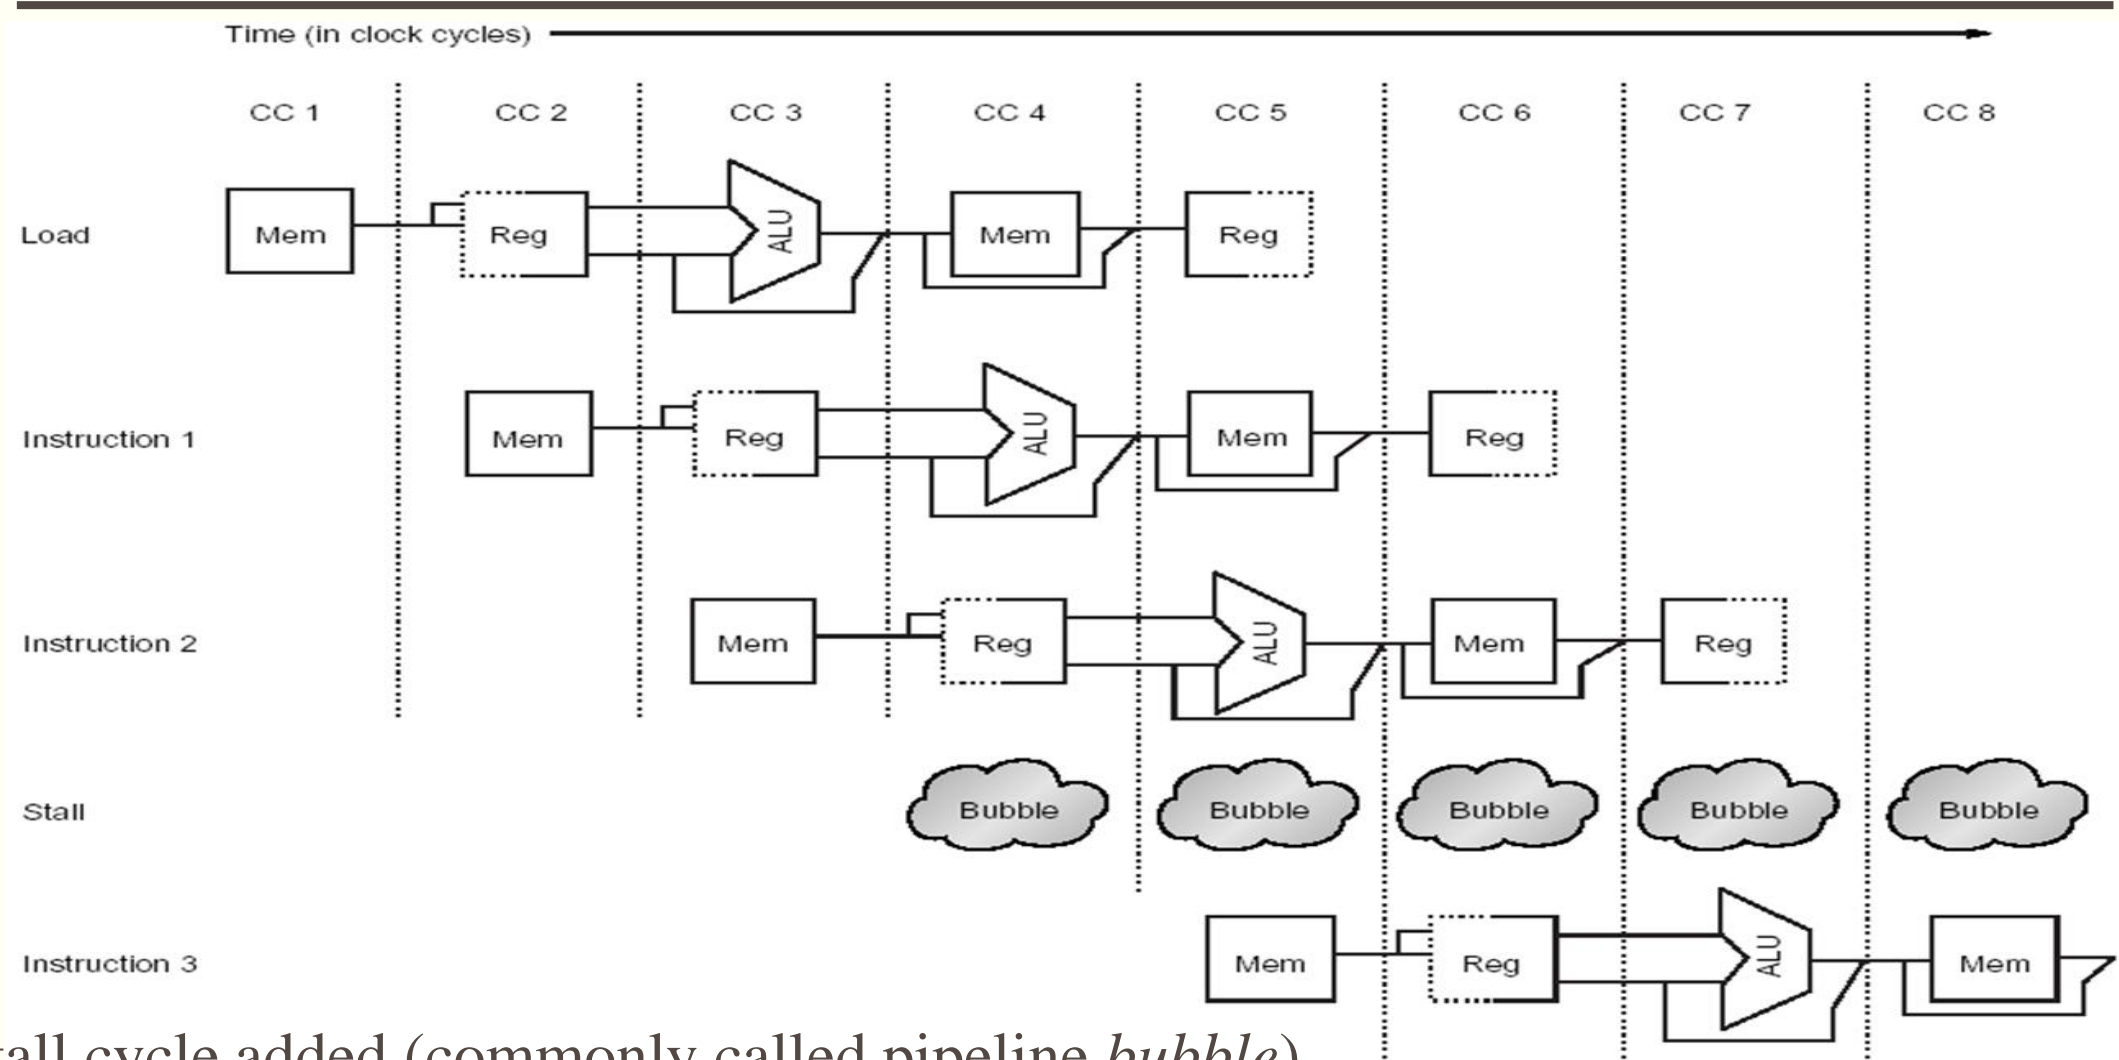 Time (in clock cycles)
CC 1 CC 2 CC 3 CC 4 CC 5 CC 6 CC 7 CC 8
Load Mem Reg ALU Mem Reg
Instruction 1 Mem Reg ALU Mem Reg
Instruction 2 Mem Reg ALU Mem Reg
Stall Bubble Bubble Bubble Bubble Bubble
Instruction 3 Mem Reg ALU Mem
tall cycle added (commonly called pipeline bubble)